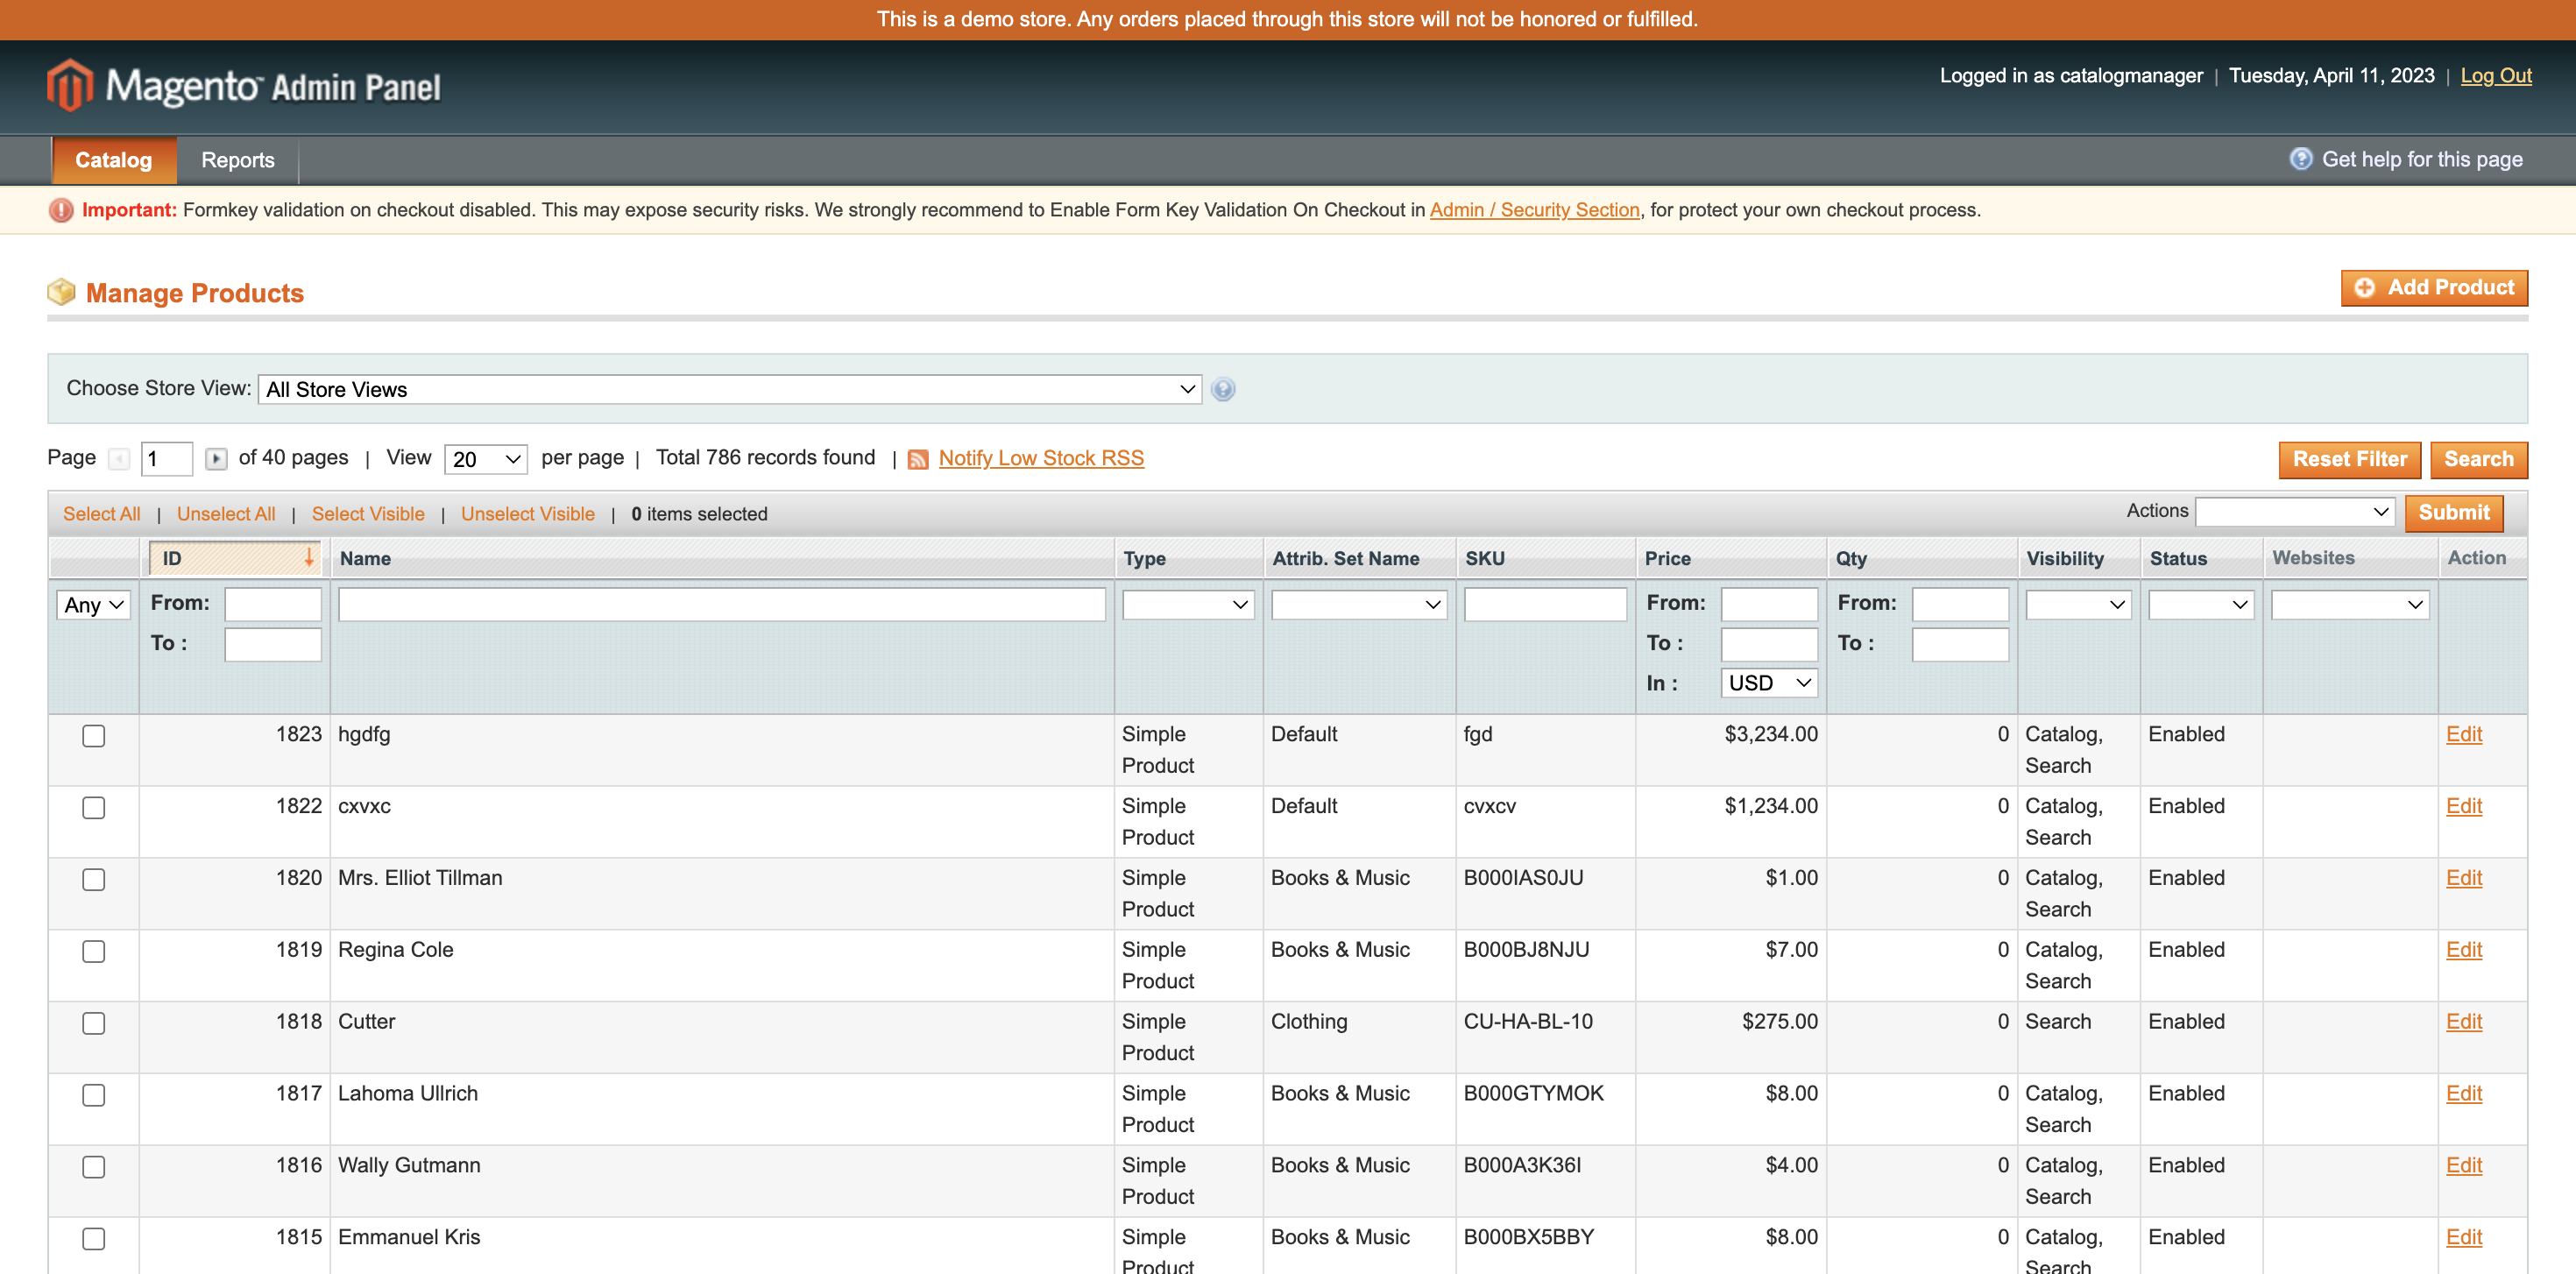 This is a demo store. Any orders placed through this store will not be honored or fulfilled.
Magento™ Admin Panel
Logged in as catalogmanager | Tuesday, April 11, 2023 | Log Out
Catalog Reports
Get help for this page
Important: Formkey validation on checkout disabled. This may expose security risks. We strongly recommend to Enable Form Key Validation On Checkout in Admin / Security Section, for protect your own checkout process.
Manage Products
Add Product
Choose Store View: All Store Views
Page 1 of 40 pages | View 20 per page | Total 786 records found | Notify Low Stock RSS
Reset Filter Search
Select All | Unselect All | Select Visible | Unselect Visible | 0 items selected
Actions Submit
ID Name Type Attrib. Set Name SKU Price Qty Visibility Status Websites Action
Any From: From: From:
To : To : To :
In : USD
1823 hgdfg Simple Product Default fgd $3,234.00 0 Catalog, Search Enabled Edit
1822 cxvxc Simple Product Default cvxcv $1,234.00 0 Catalog, Search Enabled Edit
1820 Mrs. Elliot Tillman Simple Product Books & Music B000IAS0JU $1.00 0 Catalog, Search Enabled Edit
1819 Regina Cole Simple Product Books & Music B000BJ8NJU $7.00 0 Catalog, Search Enabled Edit
1818 Cutter Simple Product Clothing CU-HA-BL-10 $275.00 0 Search Enabled Edit
1817 Lahoma Ullrich Simple Product Books & Music B000GTYMOK $8.00 0 Catalog, Search Enabled Edit
1816 Wally Gutmann Simple Product Books & Music B000A3K36I $4.00 0 Catalog, Search Enabled Edit
1815 Emmanuel Kris Simple Product Books & Music B000BX5BBY $8.00 0 Catalog, Search Enabled Edit